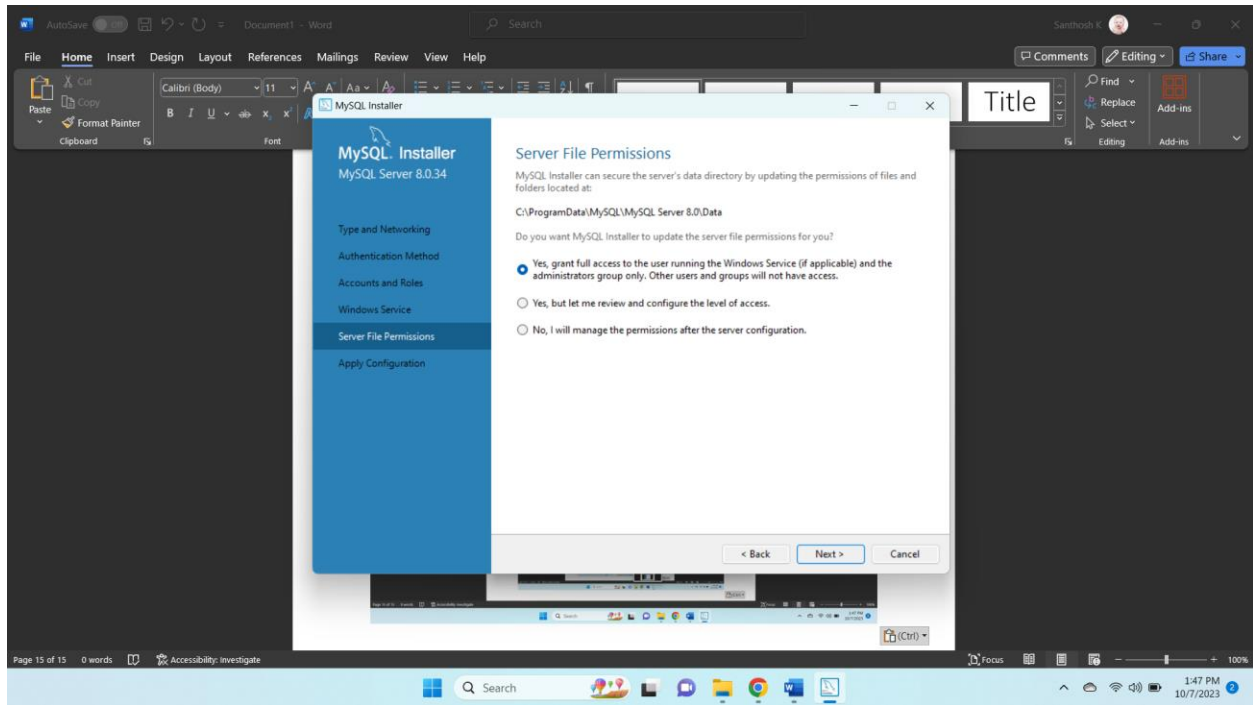 AutoSave Off Document1 - Word Search Santhosh K
File Home Insert Design Layout References Mailings Review View Help Comments Editing Share
Paste
Cut
Copy
Format Painter
Clipboard
Calibri (Body) 11 Aa
B I U ab x x
Font
Title
Find
Replace
Select
Editing
Add-ins
Add-ins
MySQL Installer
MySQL. Installer
MySQL Server 8.0.34
Type and Networking
Authentication Method
Accounts and Roles
Windows Service
Server File Permissions
Apply Configuration
Server File Permissions
MySQL Installer can secure the server's data directory by updating the permissions of files and
folders located at:
C:\ProgramData\MySQL\MySQL Server 8.0\Data
Do you want MySQL Installer to update the server file permissions for you?
Yes, grant full access to the user running the Windows Service (if applicable) and the
administrators group only. Other users and groups will not have access.
Yes, but let me review and configure the level of access.
No, I will manage the permissions after the server configuration.
< Back Next > Cancel
(Ctrl)
Page 15 of 15 0 words Accessibility: Investigate Focus 100%
Search
1:47 PM
10/7/2023
2